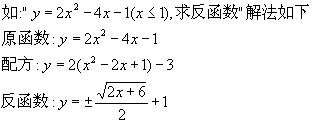 如:" y=2x²-4x-1(x≤1),求反函数"解法如下
原函数: y=2x²-4x-1
配方: y=2(x²-2x+1)-3
反函数: y=±√(2x+6)/2+1